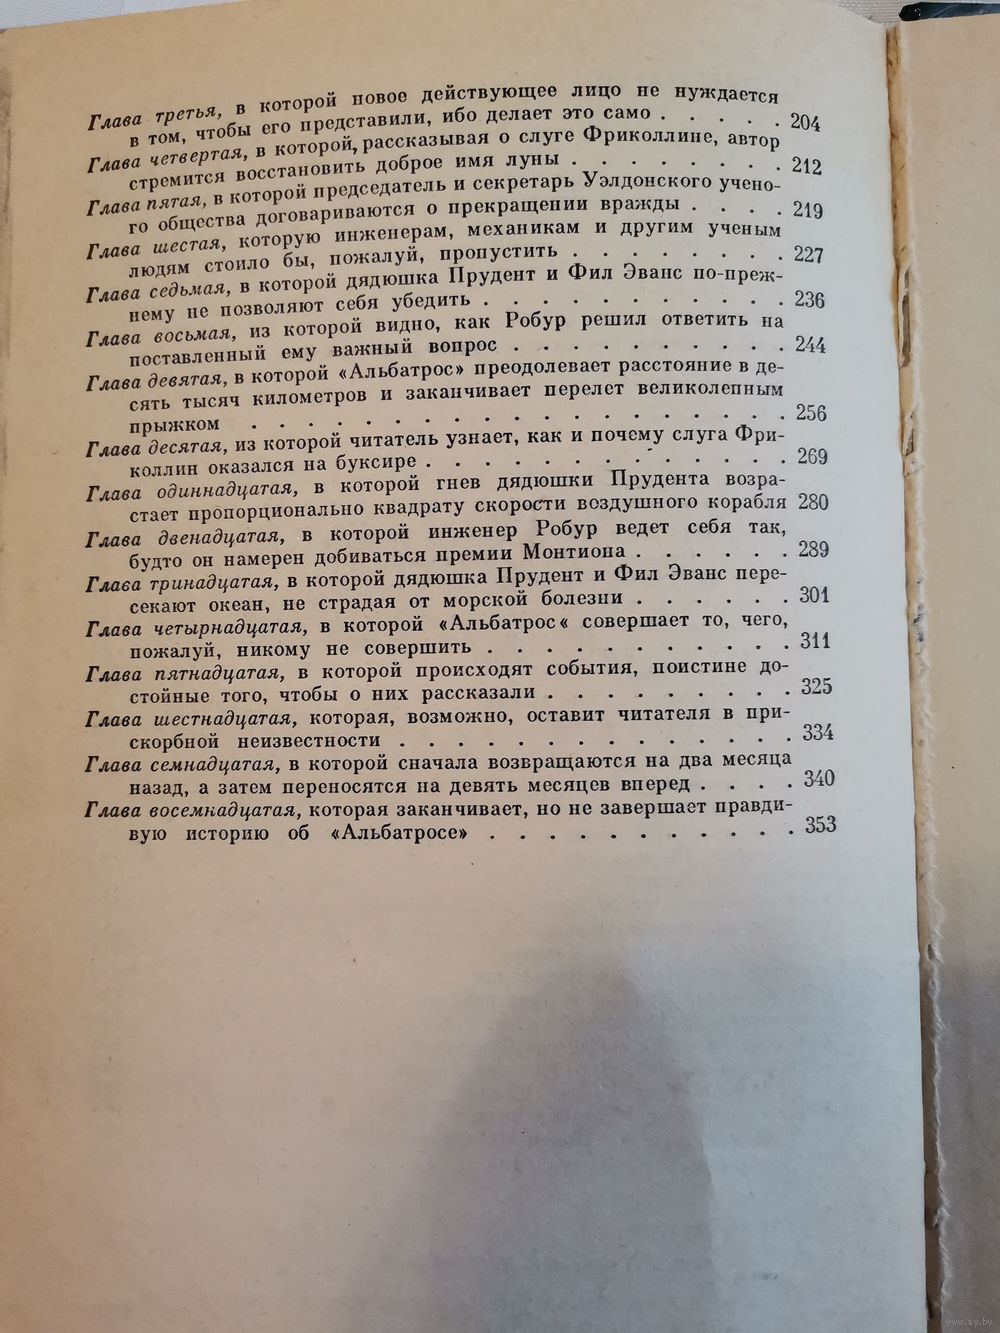 Глава третья, в которой новое действующее лицо не нуждается
в том, чтобы его представили, ибо делает это само . . . . . 204
Глава четвертая, в которой, рассказывая о слуге Фриколлине, автор
стремится восстановить доброе имя луны . . . . . . . . 212
Глава пятая, в которой председатель и секретарь Уэлдонского учено-
го общества договариваются о прекращении вражды . . . . 219
Глава шестая, которую инженерам, механикам и другим ученым
людям стоило бы, пожалуй, пропустить . . . . . . . . 227
Глава седьмая, в которой дядюшка Прудент и Фил Эванс по-преж-
нему не позволяют себя убедить . . . . . . . . . . . 236
Глава восьмая, из которой видно, как Робур решил ответить на
поставленный ему важный вопрос . . . . . . . . . . 244
Глава девятая, в которой «Альбатрос» преодолевает расстояние в де-
сять тысяч километров и заканчивает перелет великолепным
прыжком . . . . . . . . . . . . . . . . . . . 256
Глава десятая, из которой читатель узнает, как и почему слуга Фри-
коллин оказался на буксире . . . . . . . . . . . . . 269
Глава одиннадцатая, в которой гнев дядюшки Прудента возра-
стает пропорционально квадрату скорости воздушного корабля 280
Глава двенадцатая, в которой инженер Робур ведет себя так,
будто он намерен добиваться премии Монтиона . . . . . . 289
Глава тринадцатая, в которой дядюшка Прудент и Фил Эванс пере-
секают океан, не страдая от морской болезни . . . . . . 301
Глава четырнадцатая, в которой «Альбатрос« совершает то, чего,
пожалуй, никому не совершить . . . . . . . . . . . 311
Глава пятнадцатая, в которой происходят события, поистине до-
стойные того, чтобы о них рассказали . . . . . . . . . 325
Глава шестнадцатая, которая, возможно, оставит читателя в при-
скорбной неизвестности . . . . . . . . . . . . . . 334
Глава семнадцатая, в которой сначала возвращаются на два месяца
назад, а затем переносятся на девять месяцев вперед . . . . 340
Глава восемнадцатая, которая заканчивает, но не завершает правди-
вую историю об «Альбатросе» . . . . . . . . . . . 353
www.ay.by